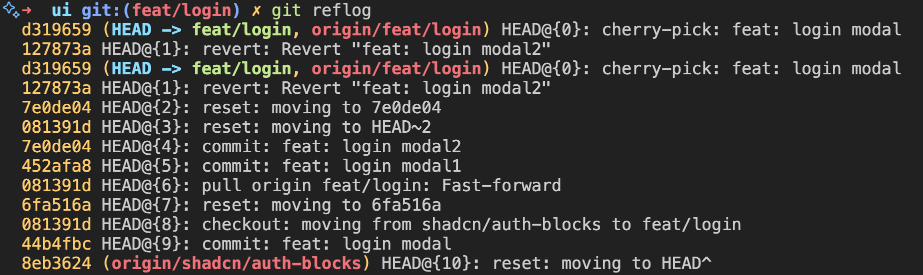 → ui git:(feat/login) ✗ git reflog
d319659 (HEAD -> feat/login, origin/feat/login) HEAD@{0}: cherry-pick: feat: login modal
127873a HEAD@{1}: revert: Revert "feat: login modal2"
d319659 (HEAD -> feat/login, origin/feat/login) HEAD@{0}: cherry-pick: feat: login modal
127873a HEAD@{1}: revert: Revert "feat: login modal2"
7e0de04 HEAD@{2}: reset: moving to 7e0de04
081391d HEAD@{3}: reset: moving to HEAD~2
7e0de04 HEAD@{4}: commit: feat: login modal2
452afa8 HEAD@{5}: commit: feat: login modal1
081391d HEAD@{6}: pull origin feat/login: Fast-forward
6fa516a HEAD@{7}: reset: moving to 6fa516a
081391d HEAD@{8}: checkout: moving from shadcn/auth-blocks to feat/login
44b4fbc HEAD@{9}: commit: feat: login modal
8eb3624 (origin/shadcn/auth-blocks) HEAD@{10}: reset: moving to HEAD^